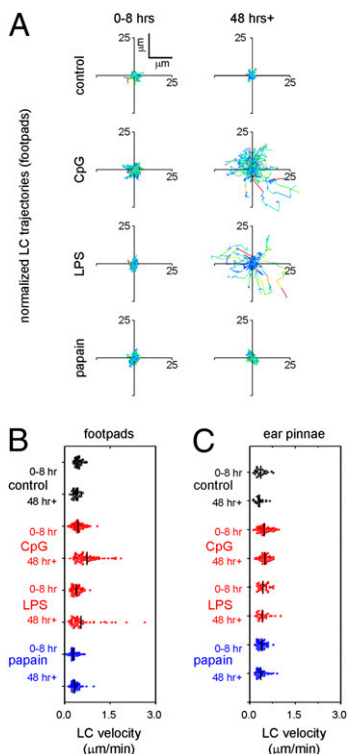 A
0-8 hrs
48 hrs+
normalized LC trajectories (footpads)
control
25
μm
μm
25
25
25
CpG
25
25
25
25
LPS
25
25
25
25
papain
25
25
25
25
B
footpads
0-8 hr
control
48 hr+
0-8 hr
CpG
48 hr+
0-8 hr
LPS
48 hr+
0-8 hr
papain
48 hr+
0.0 1.5 3.0
LC velocity
(μm/min)
C
ear pinnae
0-8 hr
control
48 hr+
0-8 hr
CpG
48 hr+
0-8 hr
LPS
48 hr+
0-8 hr
papain
48 hr+
0.0 1.5 3.0
LC velocity
(μm/min)